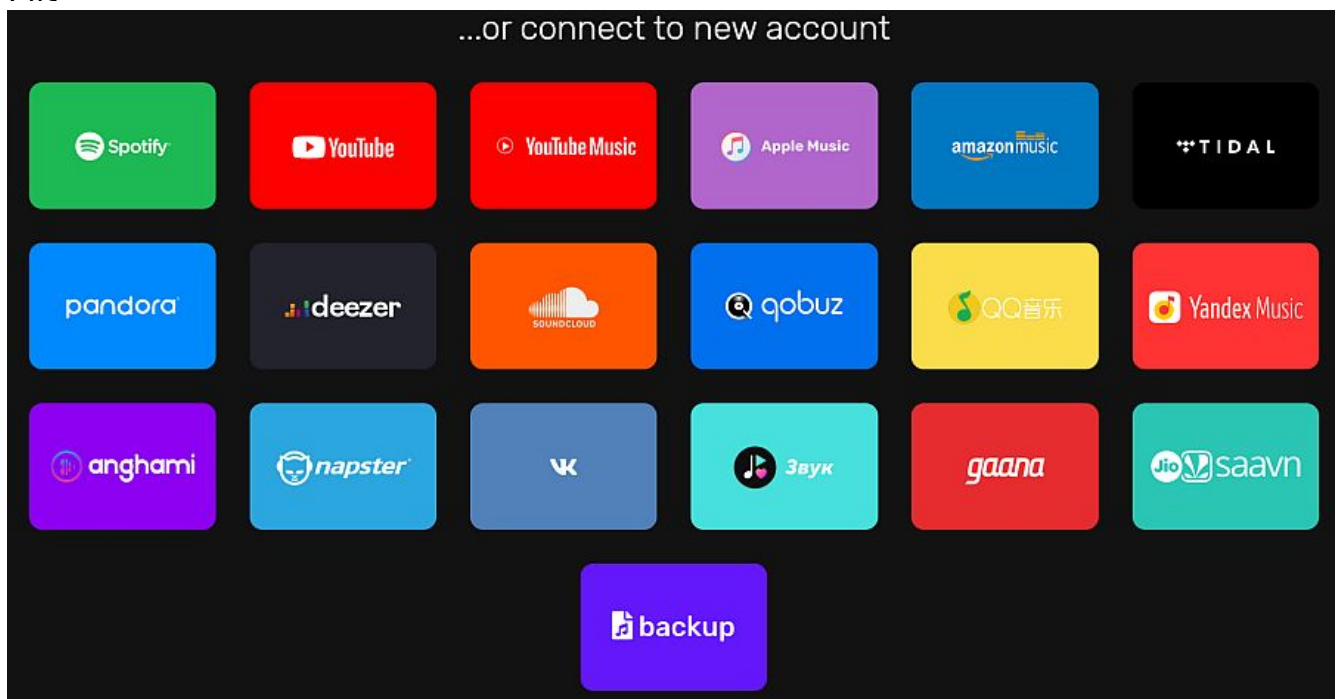 ...or connect to new account
Spotify
YouTube
YouTube Music
Apple Music
amazon music
TIDAL
pandora
deezer
SOUNDCLOUD
qobuz
QQ音乐
Yandex Music
anghami
napster
VK
Звук
gaana
Jio saavn
backup